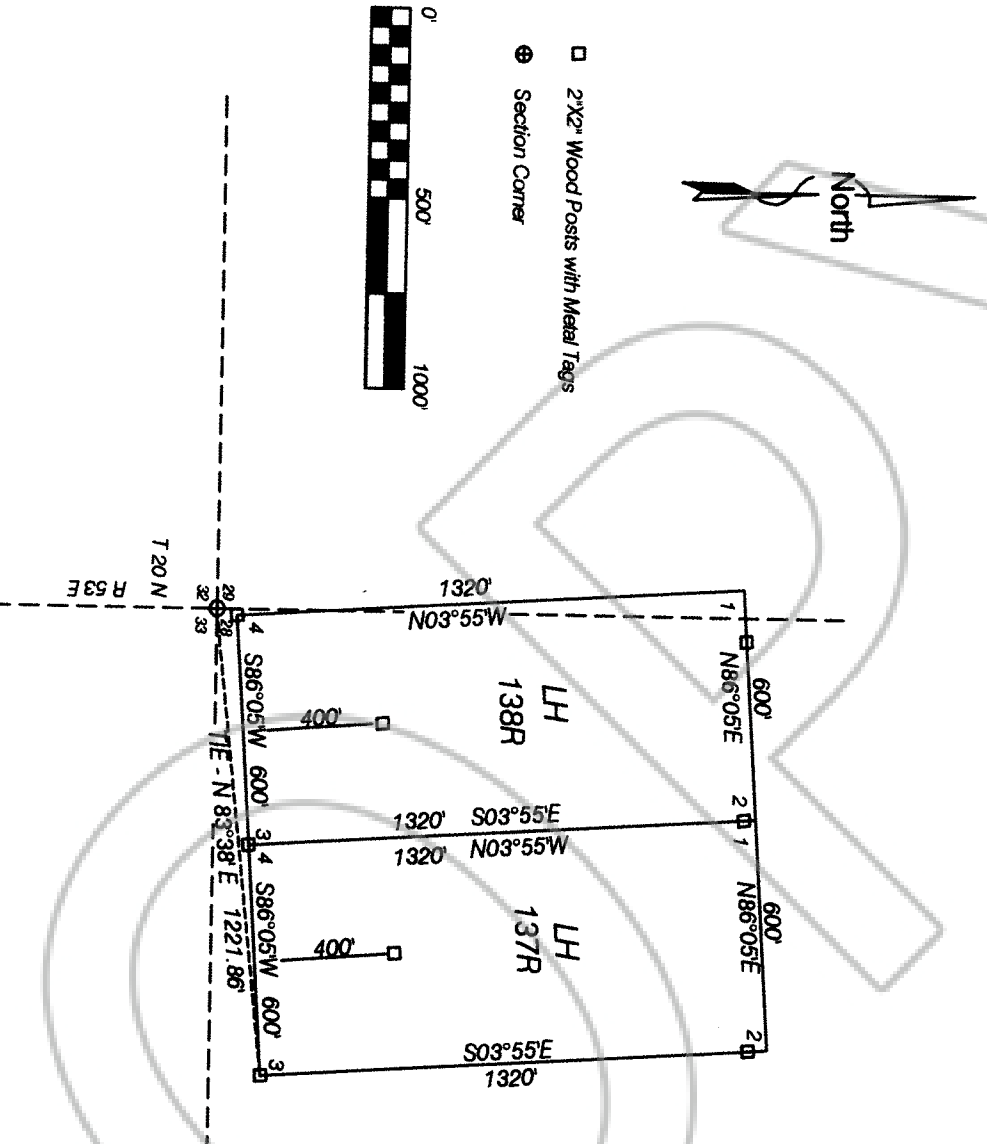 North
2"X2" Wood Posts with Metal Tags
Section Corner
0'
500'
1000'
T 20 N
R 53 E
29
32
28
33
1320'
N03°55'W
1
N86°05'E
600'
2
LH
138R
400'
4
S86°05'W
600'
3
1320'
S03°55'E
1320'
N03°55'W
1
N86°05'E
600'
2
LH
137R
400'
4
S86°05'W
600'
3
S03°55'E
1320'
TIE - N 83°38' E 1221.86'